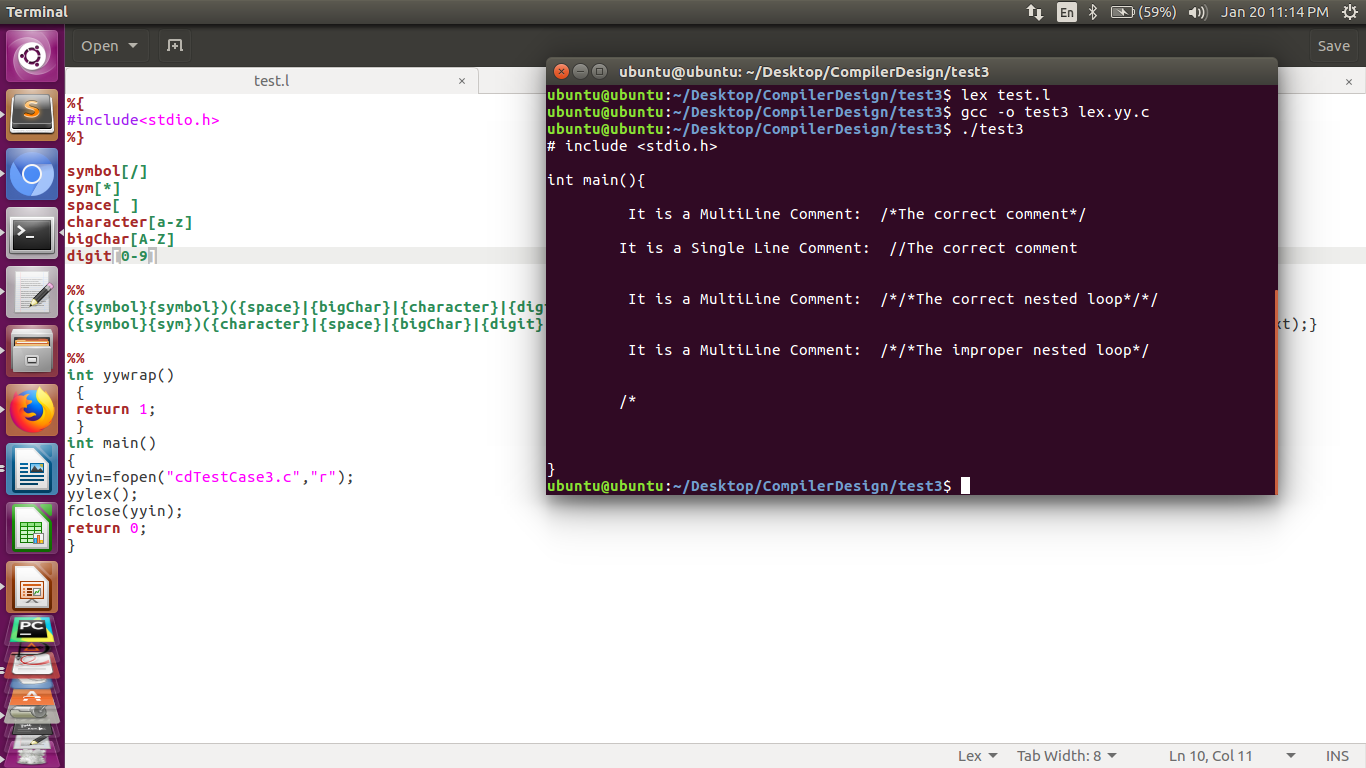 Terminal
En
(59%)
Jan 20 11:14 PM
Open
Save
test.l
×
×
%{
#include<stdio.h>
%}
symbol[/]
sym[*]
space[ ]
character[a-z]
bigChar[A-Z]
digit[0-9]
%%
({symbol}{symbol})({space}|{bigChar}|{character}|{digi
({symbol}{sym})({character}|{space}|{bigChar}|{digit}
xt);}
%%
int yywrap()
{
return 1;
}
int main()
{
yyin=fopen("cdTestCase3.c","r");
yylex();
fclose(yyin);
return 0;
}
ubuntu@ubuntu: ~/Desktop/CompilerDesign/test3
ubuntu@ubuntu:~/Desktop/CompilerDesign/test3$ lex test.l
ubuntu@ubuntu:~/Desktop/CompilerDesign/test3$ gcc -o test3 lex.yy.c
ubuntu@ubuntu:~/Desktop/CompilerDesign/test3$ ./test3
# include <stdio.h>
int main(){
It is a MultiLine Comment:  /*The correct comment*/
It is a Single Line Comment:  //The correct comment
It is a MultiLine Comment:  /*/*The correct nested loop*/*/
It is a MultiLine Comment:  /*/*The improper nested loop*/
/*
}
ubuntu@ubuntu:~/Desktop/CompilerDesign/test3$
PC
Lex
Tab Width: 8
Ln 10, Col 11
INS